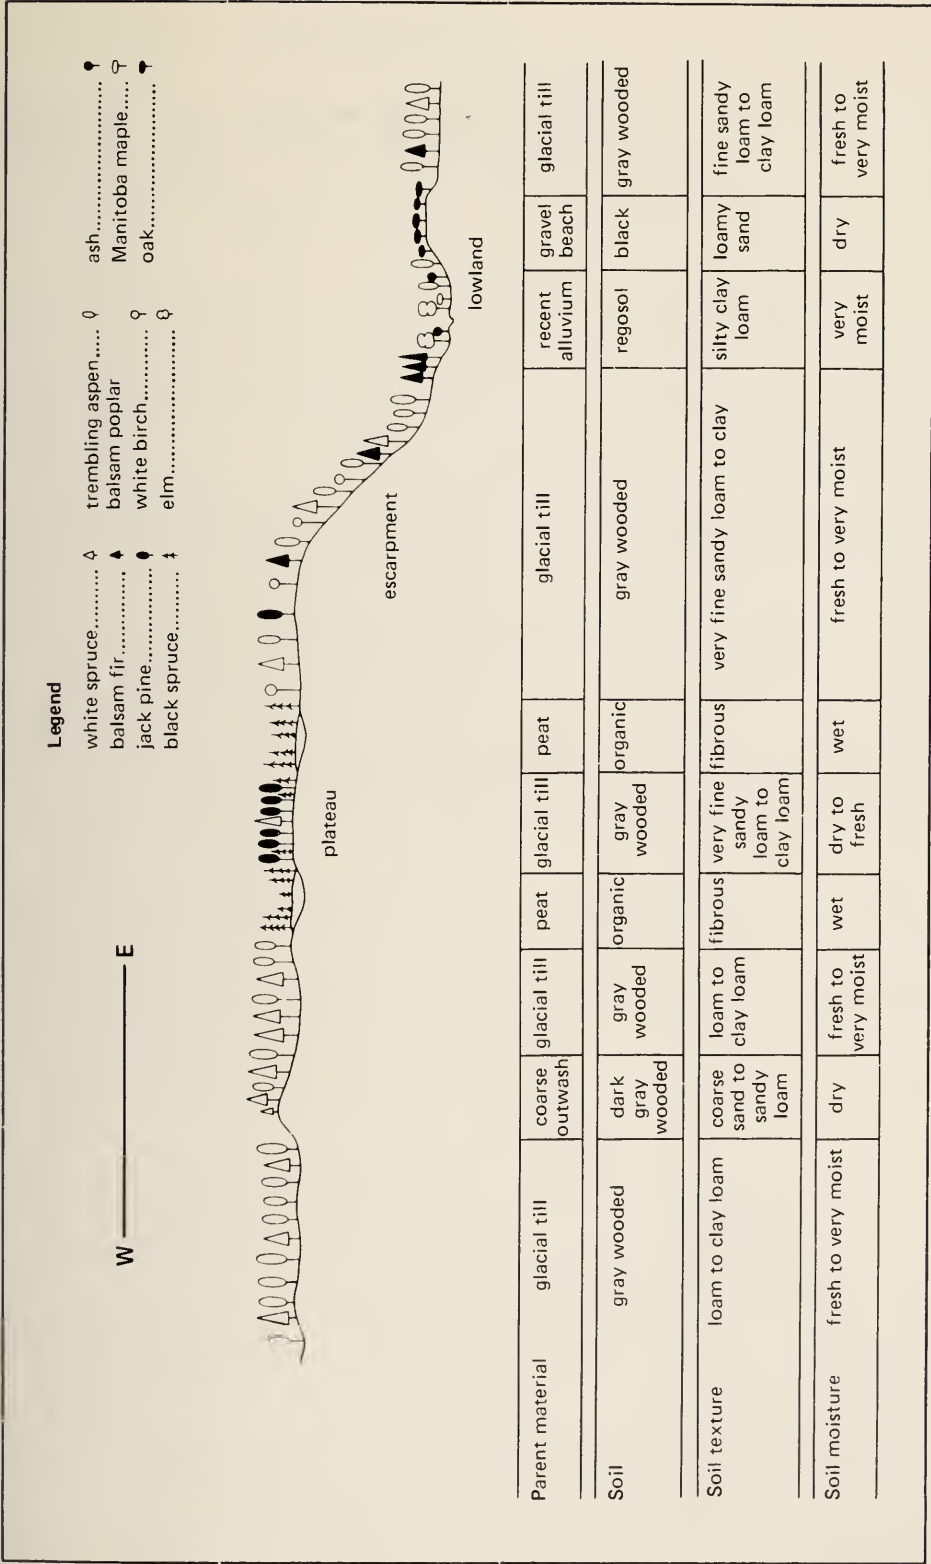 Legend
white spruce..........
balsam fir.............
jack pine..............
black spruce..........
trembling aspen.....
balsam poplar
white birch............
elm.....................
ash........................
Manitoba maple.....
oak.......................
W E
plateau
escarpment
lowland
Parent material
glacial till
coarse
outwash
glacial till
peat
glacial till
peat
glacial till
recent
alluvium
gravel
beach
glacial till
Soil
gray wooded
dark
gray
wooded
gray
wooded
organic
gray
wooded
organic
gray wooded
regosol
black
gray wooded
Soil texture
loam to clay loam
coarse
sand to
sandy
loam
loam to
clay loam
fibrous
very fine
sandy
loam to
clay loam
fibrous
very fine sandy loam to clay
silty clay
loam
loamy
sand
fine sandy
loam to
clay loam
Soil moisture
fresh to very moist
dry
fresh to
very moist
wet
dry to
fresh
wet
fresh to very moist
very
moist
dry
fresh to
very moist